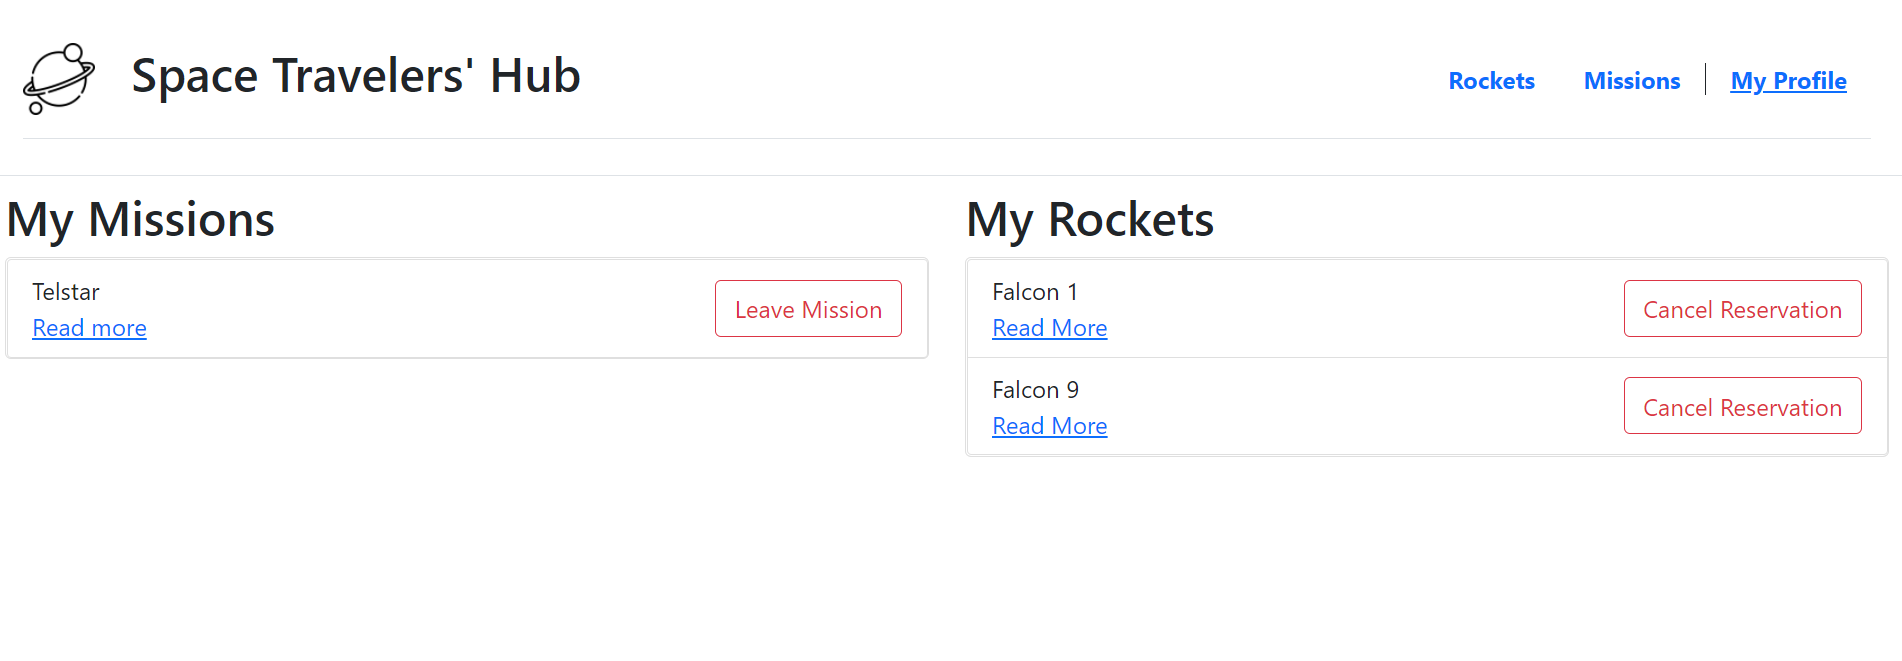 Space Travelers' Hub
Rockets
Missions
My Profile
My Missions
Telstar
Read more
Leave Mission
My Rockets
Falcon 1
Read More
Cancel Reservation
Falcon 9
Read More
Cancel Reservation